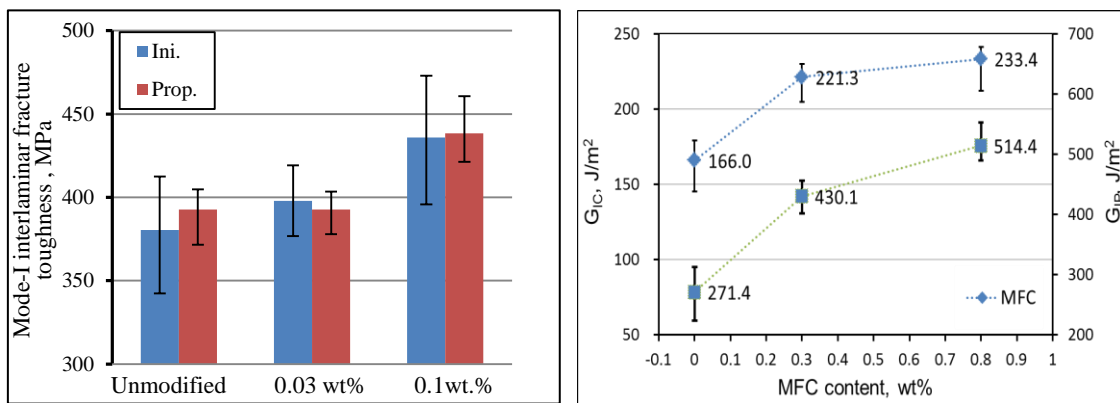 Mode-I interlaminar fracture
toughness , MPa
500
450
400
350
300
Ini.
Prop.
Unmodified
0.03 wt%
0.1wt.%
G_IC, J/m²
250
200
150
100
50
166.0
221.3
233.4
271.4
430.1
514.4
MFC
-0.1 0 0.1 0.2 0.3 0.4 0.5 0.6 0.7 0.8 0.9 1
MFC content, wt%
700
600
500
400
300
200
G_IP, J/m²